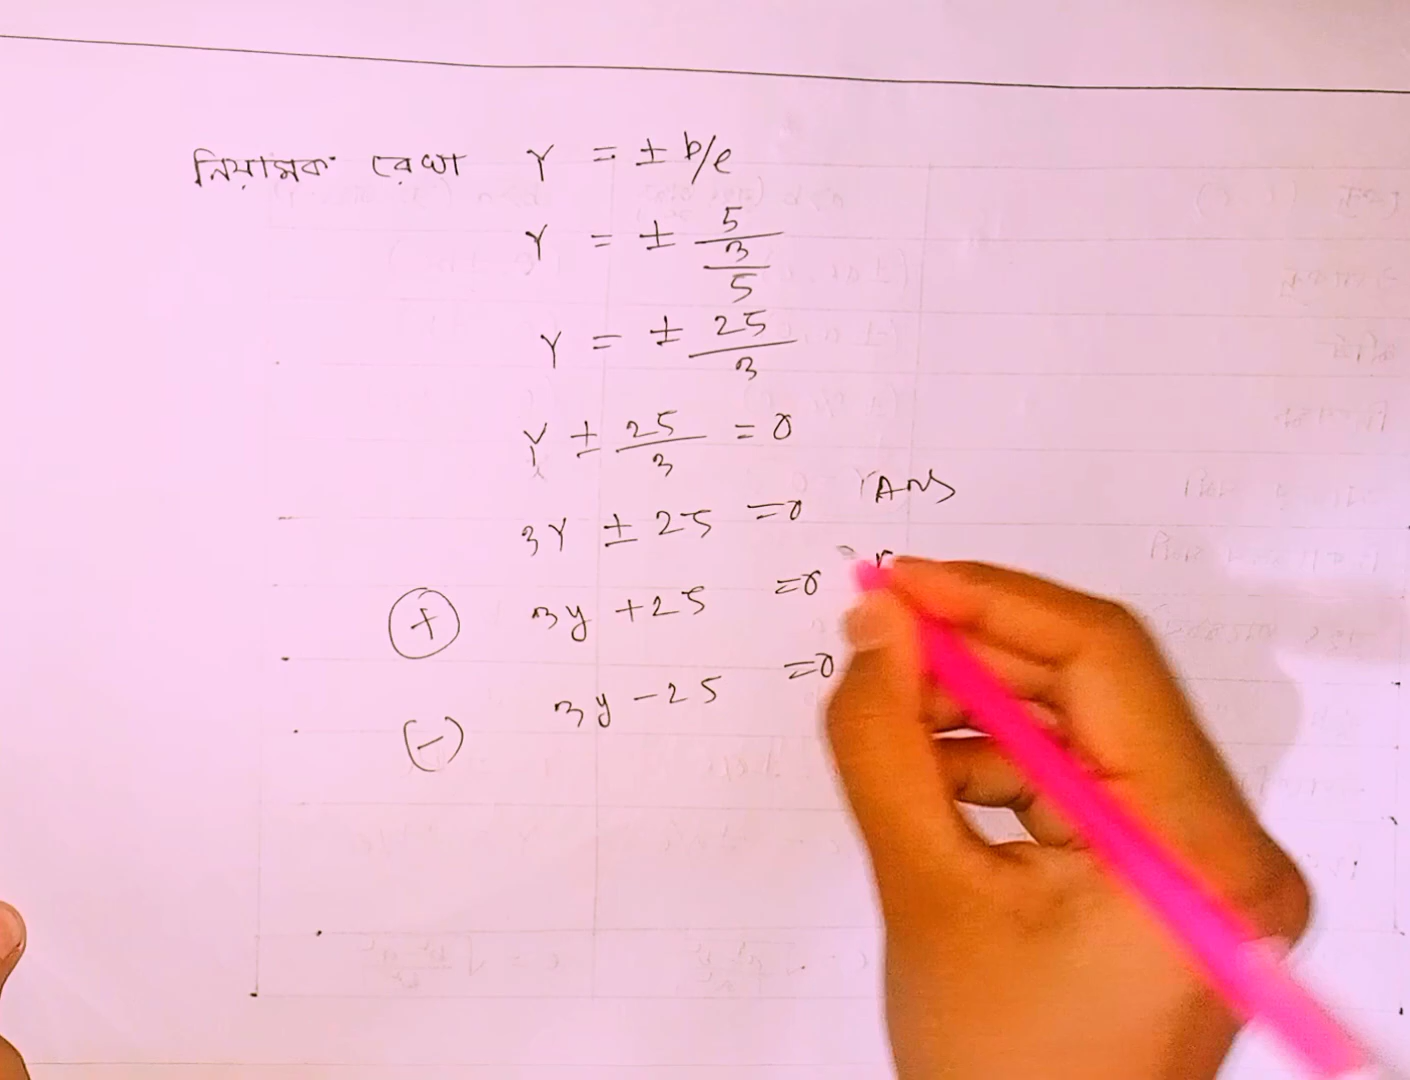 নিয়ামক রেখা Y = ± b/e
Y = ± 5/(3/5)
Y = ± 25/3
Y ± 25/3 = 0
3Y ± 25 = 0 Ans
(+) 3y + 25 = 0
(-) 3y - 25 = 0